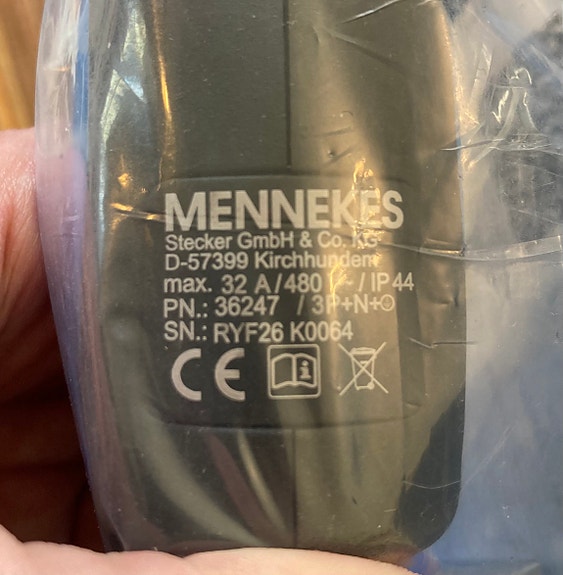 MENNEKES
Stecker GmbH & Co. KG
D-57399 Kirchhundem
max. 32 A/480 V~/IP 44
PN.: 36247 / 3P+N+⏚
SN.: RYF26 K0064
CE
i